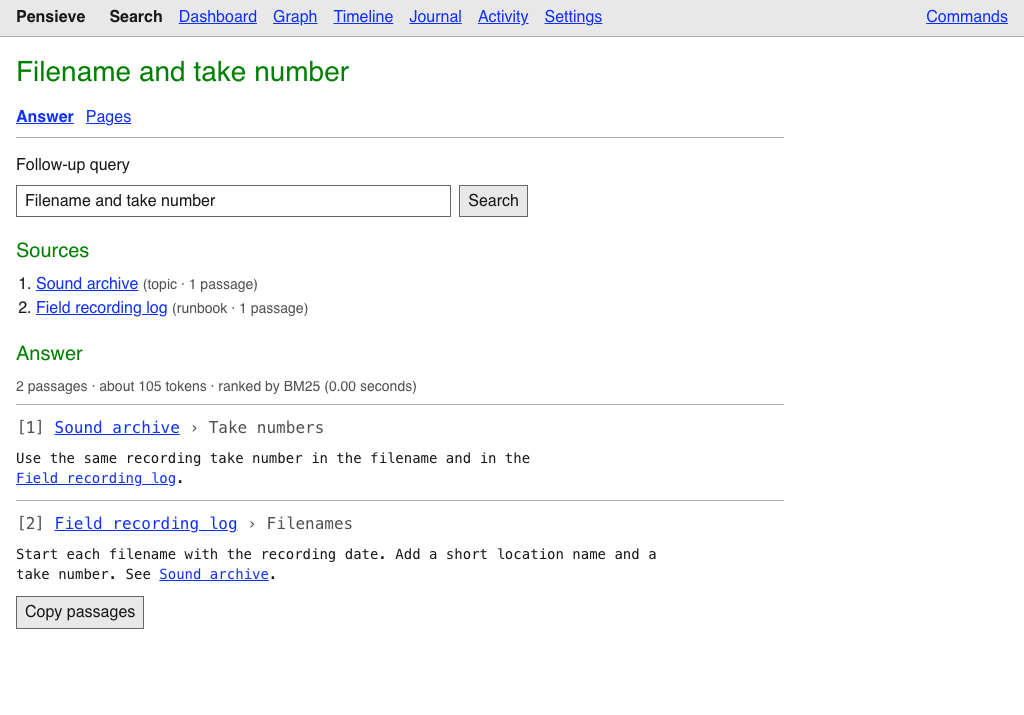 Pensieve Search Dashboard Graph Timeline Journal Activity Settings Commands
Filename and take number
Answer Pages
Follow-up query
Filename and take number Search
Sources
1. Sound archive (topic · 1 passage)
2. Field recording log (runbook · 1 passage)
Answer
2 passages · about 105 tokens · ranked by BM25 (0.00 seconds)
[1] Sound archive › Take numbers
Use the same recording take number in the filename and in the
Field recording log.
[2] Field recording log › Filenames
Start each filename with the recording date. Add a short location name and a
take number. See Sound archive.
Copy passages